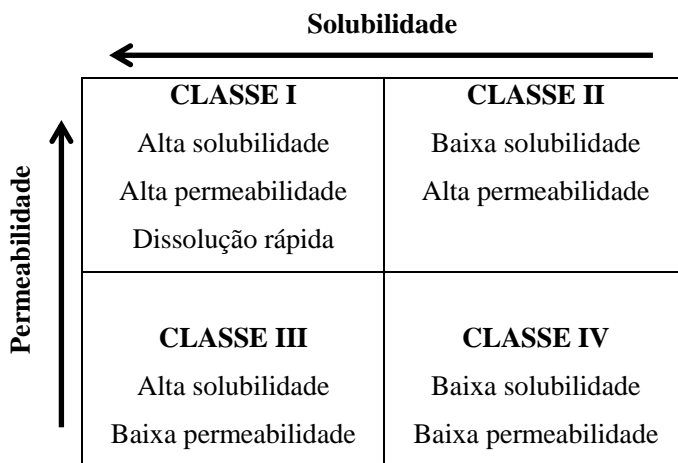 Solubilidade
Permeabilidade
CLASSE I
Alta solubilidade
Alta permeabilidade
Dissolução rápida
CLASSE II
Baixa solubilidade
Alta permeabilidade
CLASSE III
Alta solubilidade
Baixa permeabilidade
CLASSE IV
Baixa solubilidade
Baixa permeabilidade